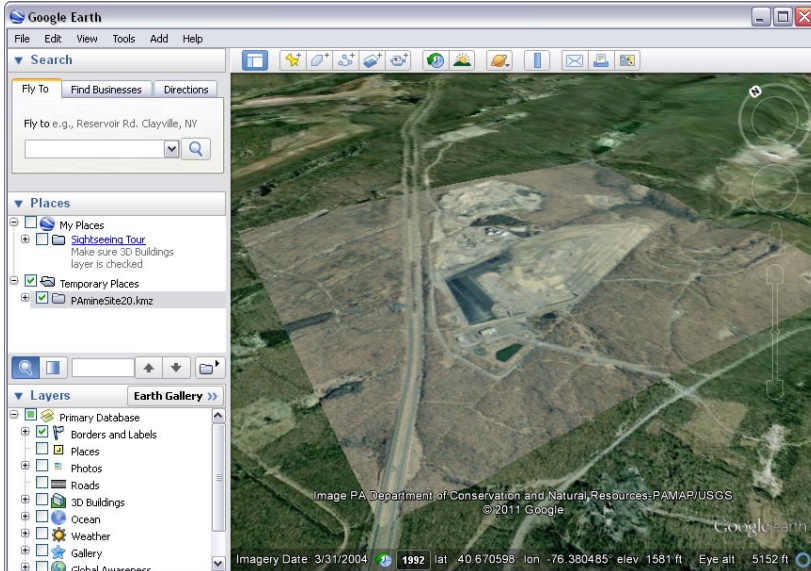 Google Earth
File Edit View Tools Add Help
Search
Fly To Find Businesses Directions
Fly to e.g., Reservoir Rd. Clayville, NY
Places
My Places
Sightseeing Tour
Make sure 3D Buildings
layer is checked
Temporary Places
PAmineSite20.kmz
Layers Earth Gallery >>
Primary Database
Borders and Labels
Places
Photos
Roads
3D Buildings
Ocean
Weather
Gallery
Global Awareness
N
Image PA Department of Conservation and Natural Resources-PAMAP/USGS
© 2011 Google
Google earth
Imagery Date: 3/31/2004 1992 lat 40.670598° lon -76.380485° elev 1581 ft Eye alt 5152 ft